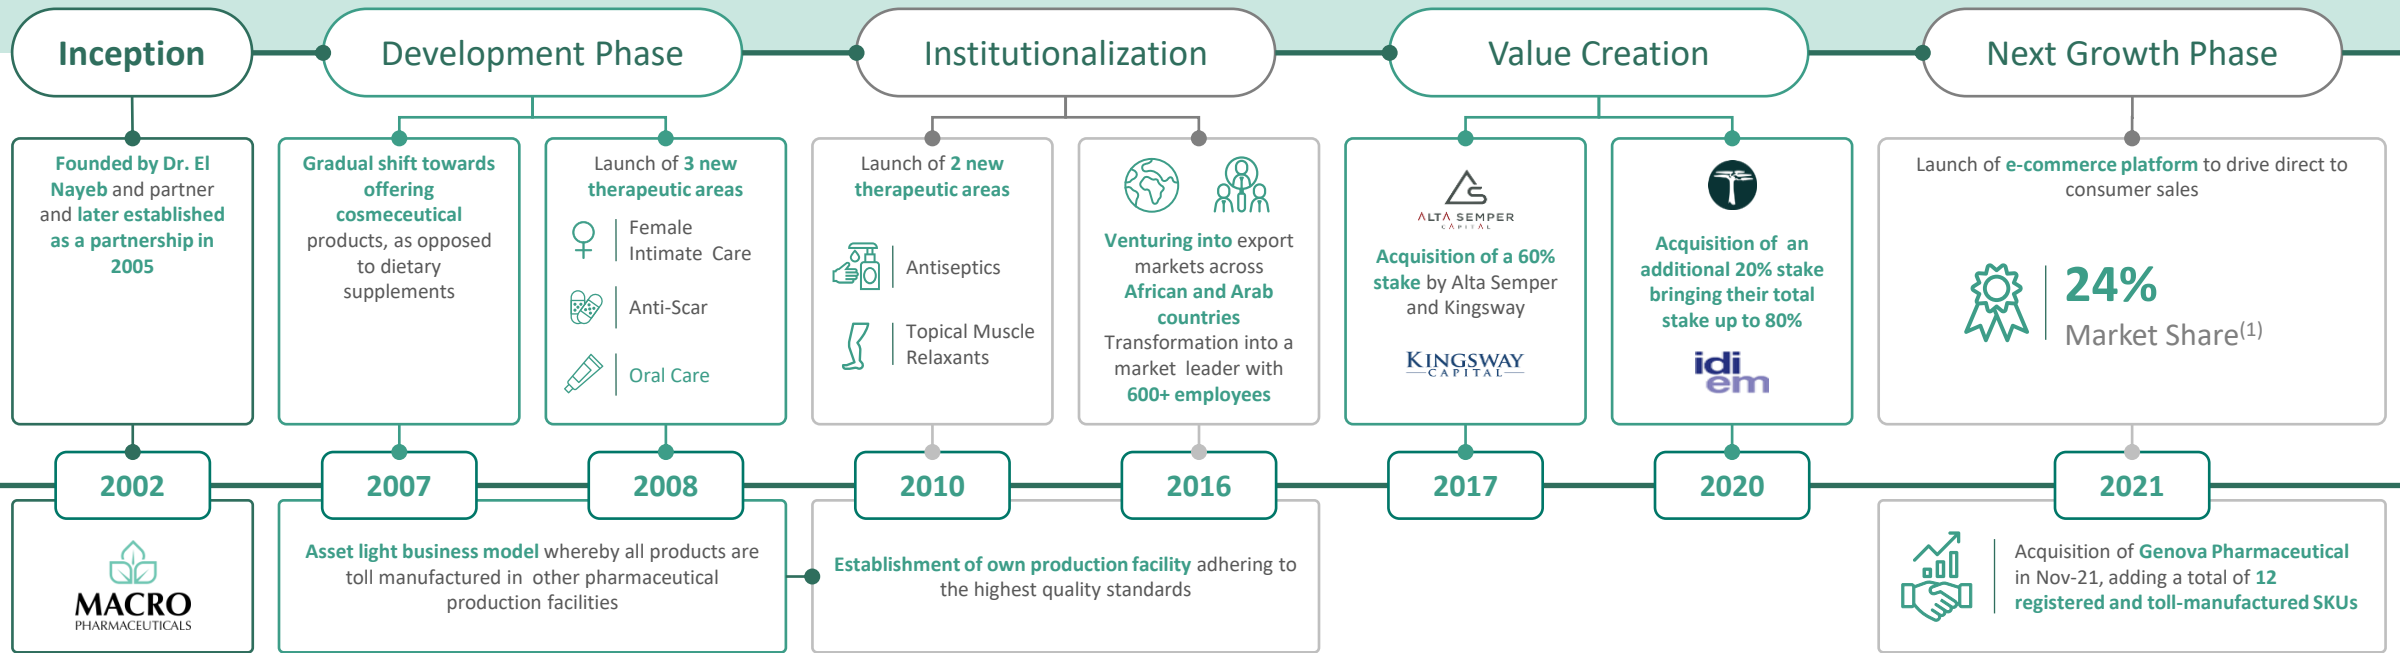 Inception
Development Phase
Institutionalization
Value Creation
Next Growth Phase
Founded by Dr. El
Nayeb and partner
and later established
as a partnership in
2005
Gradual shift towards
offering
cosmeceutical
products, as opposed
to dietary
supplements
Launch of 3 new
therapeutic areas
Female
Intimate Care
Anti-Scar
Oral Care
Launch of 2 new
therapeutic areas
Antiseptics
Topical Muscle
Relaxants
Venturing into export
markets across
African and Arab
countries
Transformation into a
market leader with
600+ employees
ALTA SEMPER
CAPITAL
Acquisition of a 60%
stake by Alta Semper
and Kingsway
KINGSWAY
CAPITAL
Acquisition of an
additional 20% stake
bringing their total
stake up to 80%
idi
em
Launch of e-commerce platform to drive direct to
consumer sales
24%
Market Share(1)
2002
2007
2008
2010
2016
2017
2020
2021
MACRO
PHARMACEUTICALS
Asset light business model whereby all products are
toll manufactured in other pharmaceutical
production facilities
Establishment of own production facility adhering to
the highest quality standards
Acquisition of Genova Pharmaceutical
in Nov-21, adding a total of 12
registered and toll-manufactured SKUs